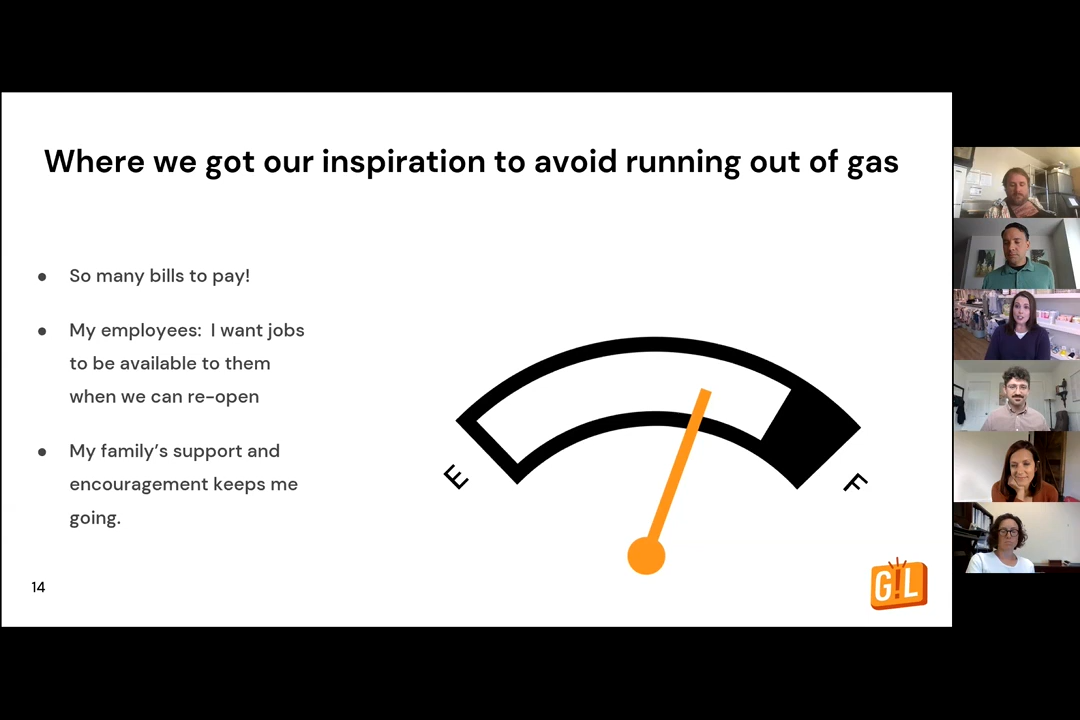 Where we got our inspiration to avoid running out of gas
● So many bills to pay!
● My employees:  I want jobs
to be available to them
when we can re-open
● My family’s support and
encouragement keeps me
going.
E
F
14
G!L